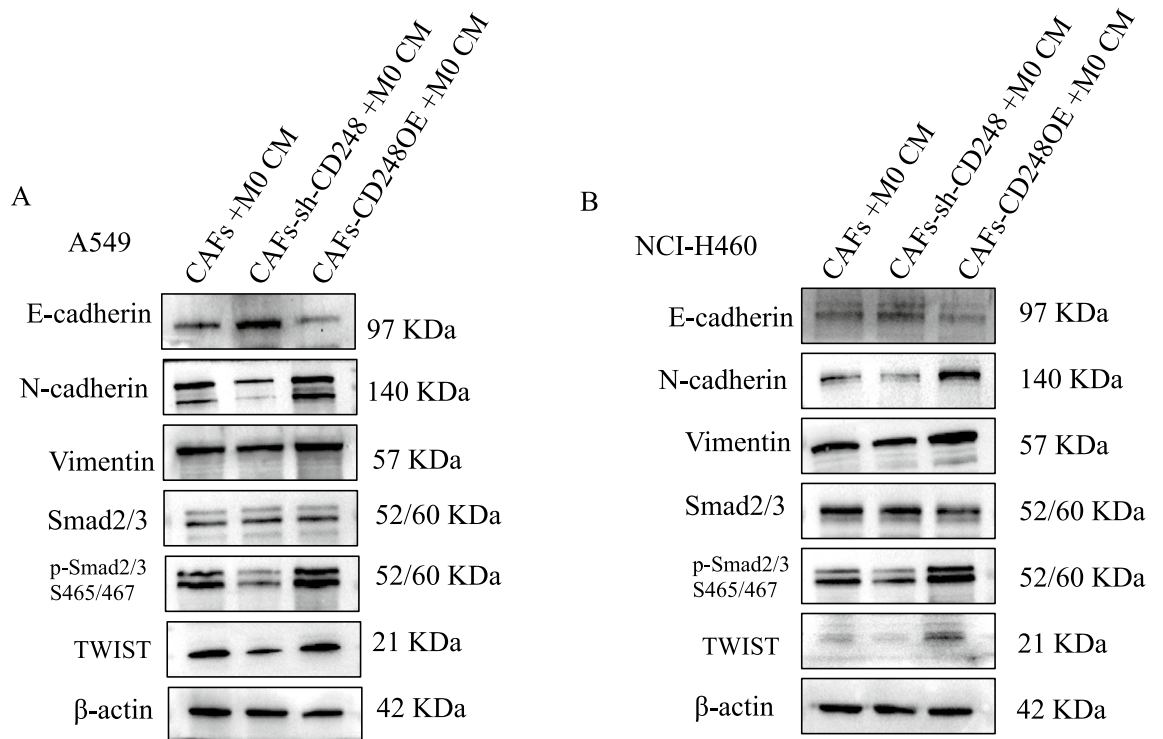 A
A549
CAFs +M0 CM
CAFs-sh-CD248 +M0 CM
CAFs-CD248OE +M0 CM
E-cadherin
97 KDa
N-cadherin
140 KDa
Vimentin
57 KDa
Smad2/3
52/60 KDa
p-Smad2/3
S465/467
52/60 KDa
TWIST
21 KDa
β-actin
42 KDa
B
NCI-H460
CAFs +M0 CM
CAFs-sh-CD248 +M0 CM
CAFs-CD248OE +M0 CM
E-cadherin
97 KDa
N-cadherin
140 KDa
Vimentin
57 KDa
Smad2/3
52/60 KDa
p-Smad2/3
S465/467
52/60 KDa
TWIST
21 KDa
β-actin
42 KDa